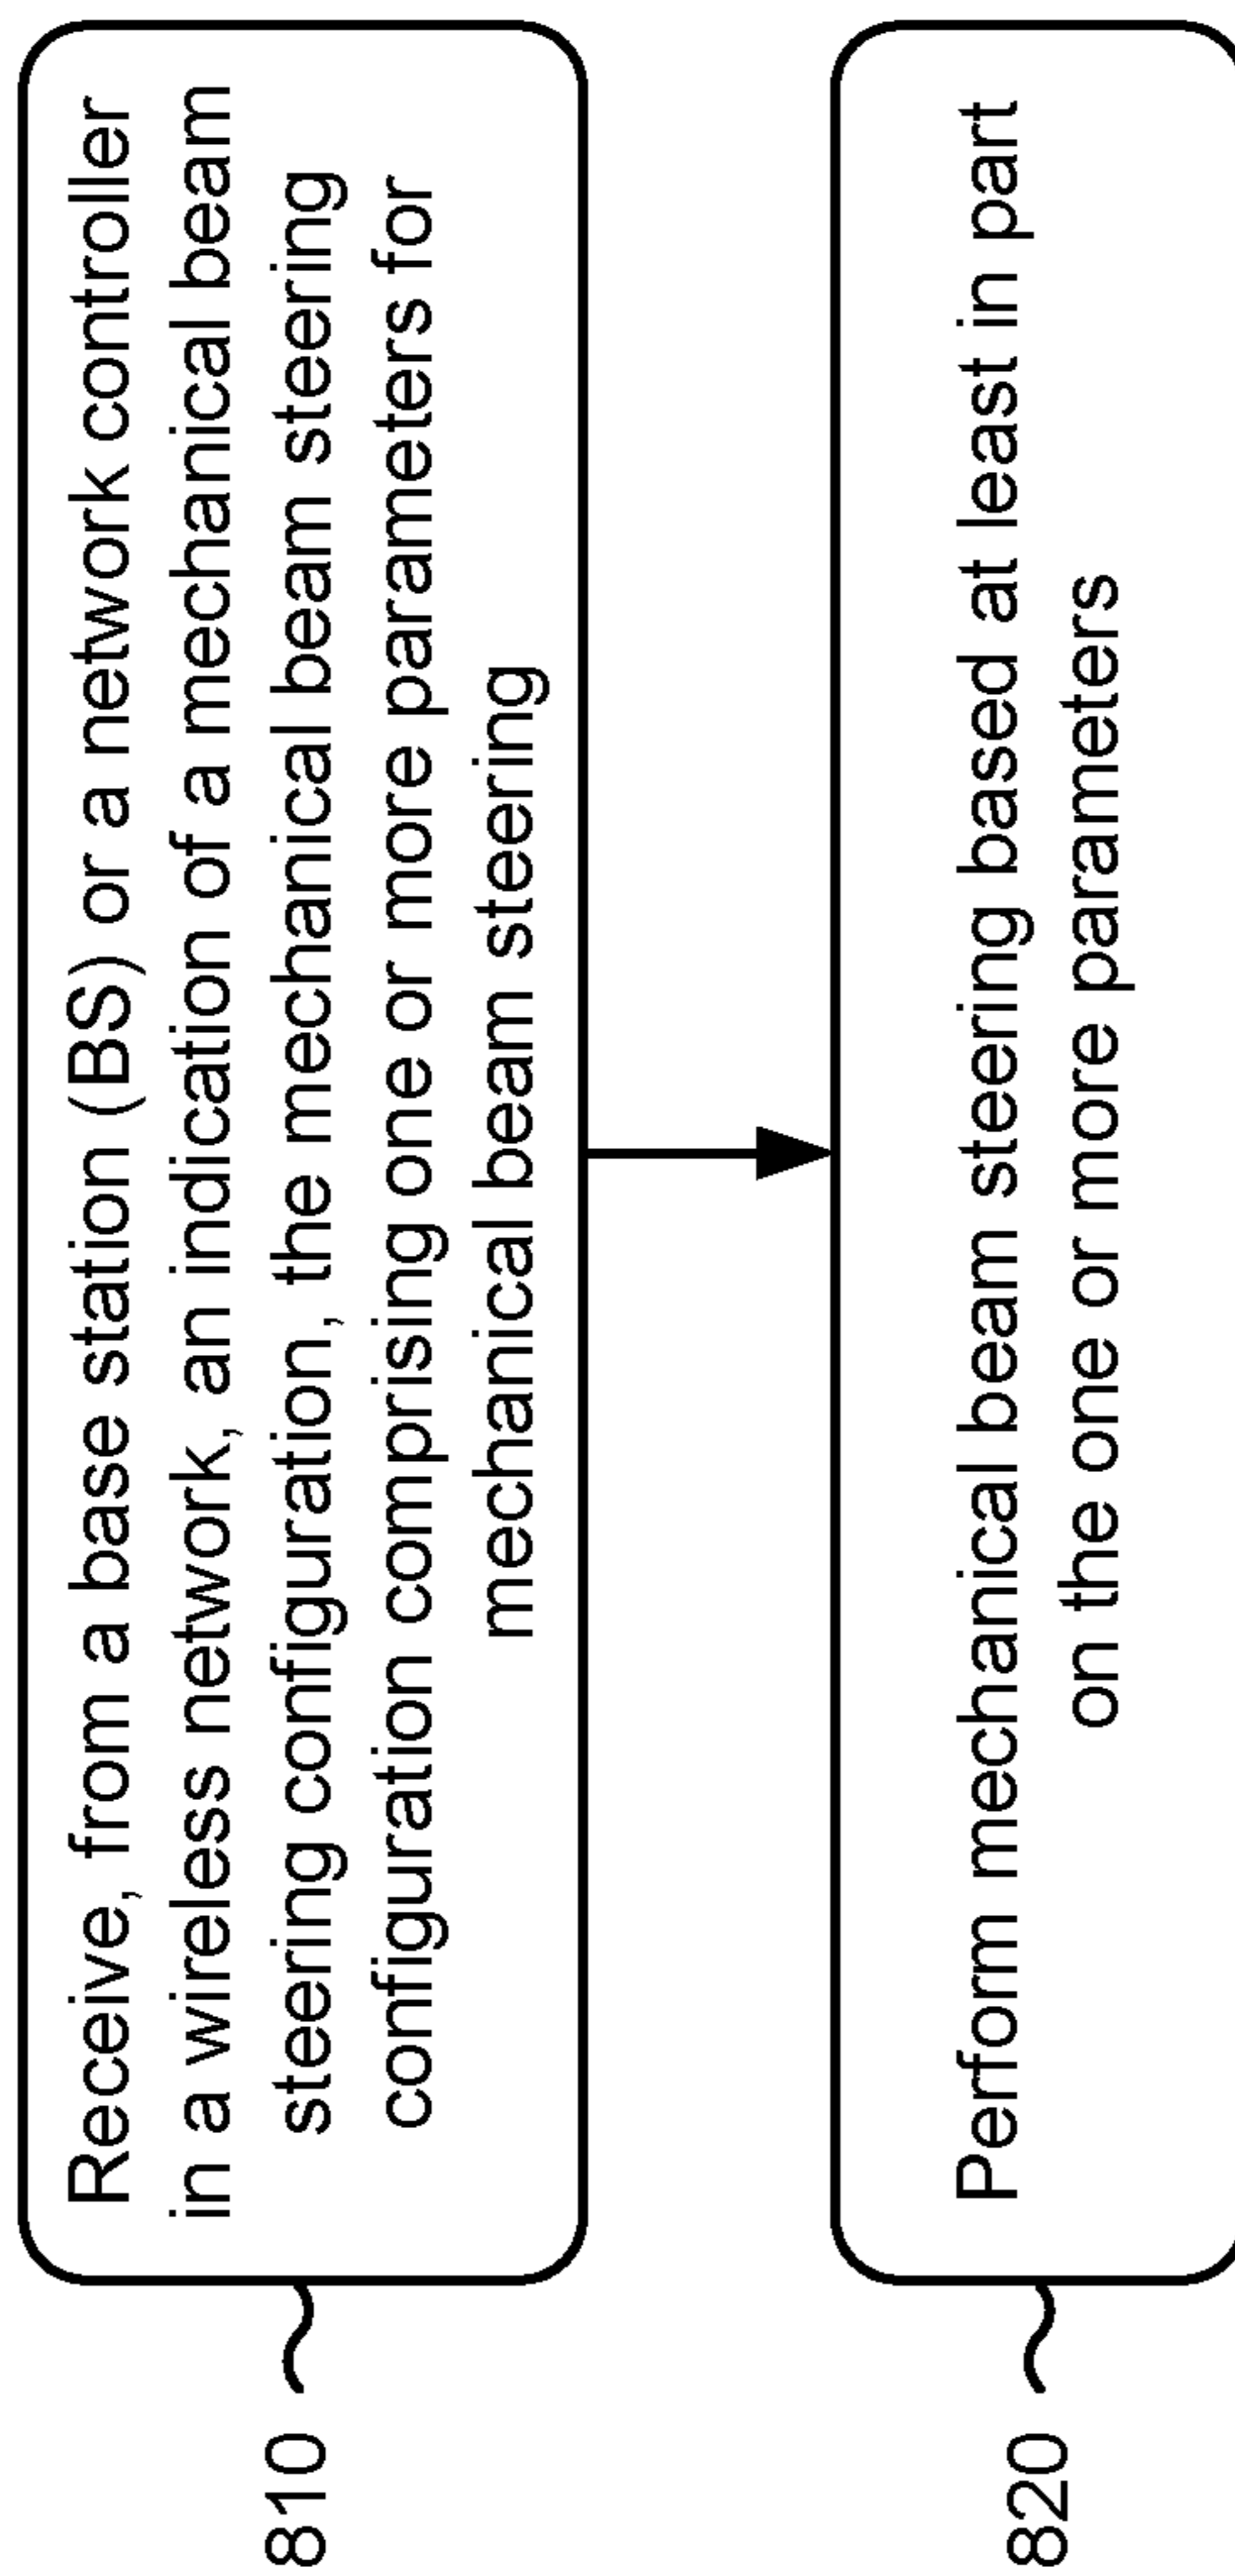 810
Receive, from a base station (BS) or a network controller
in a wireless network, an indication of a mechanical beam
steering configuration, the mechanical beam steering
configuration comprising one or more parameters for
mechanical beam steering
820
Perform mechanical beam steering based at least in part
on the one or more parameters